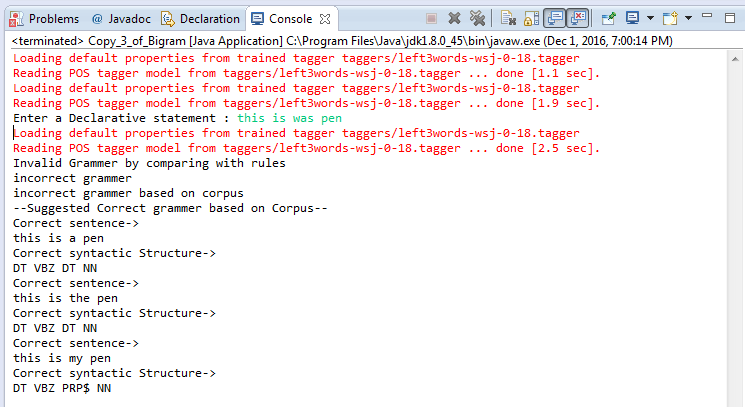 Problems @ Javadoc Declaration Console
<terminated> Copy_3_of_Bigram [Java Application] C:\Program Files\Java\jdk1.8.0_45\bin\javaw.exe (Dec 1, 2016, 7:00:14 PM)
Loading default properties from trained tagger taggers/left3words-wsj-0-18.tagger
Reading POS tagger model from taggers/left3words-wsj-0-18.tagger ... done [1.1 sec].
Loading default properties from trained tagger taggers/left3words-wsj-0-18.tagger
Reading POS tagger model from taggers/left3words-wsj-0-18.tagger ... done [1.9 sec].
Enter a Declarative statement : this is was pen
Loading default properties from trained tagger taggers/left3words-wsj-0-18.tagger
Reading POS tagger model from taggers/left3words-wsj-0-18.tagger ... done [2.5 sec].
Invalid Grammer by comparing with rules
incorrect grammer
incorrect grammer based on corpus
--Suggested Correct grammer based on Corpus--
Correct sentence->
this is a pen
Correct syntactic Structure->
DT VBZ DT NN
Correct sentence->
this is the pen
Correct syntactic Structure->
DT VBZ DT NN
Correct sentence->
this is my pen
Correct syntactic Structure->
DT VBZ PRP$ NN